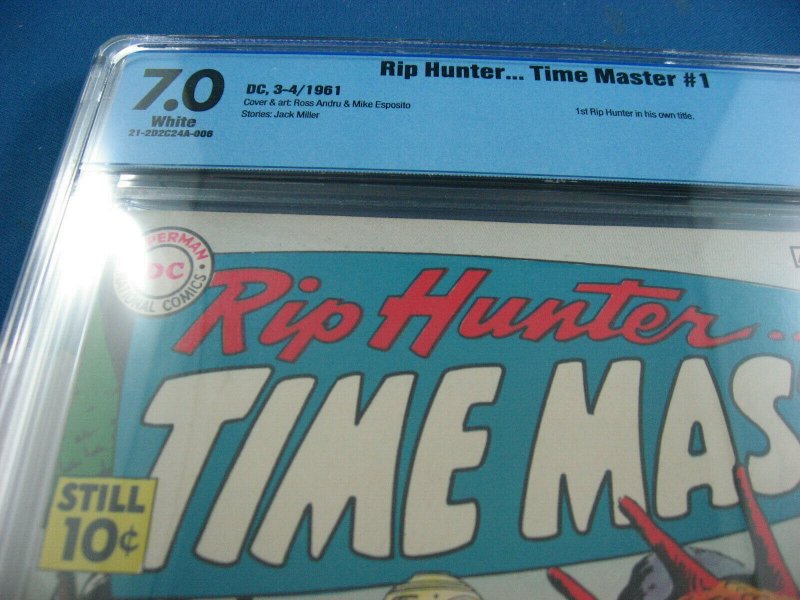 7.0
White
21-2D2C24A-006
Rip Hunter... Time Master #1
DC, 3-4/1961
Cover & art: Ross Andru & Mike Esposito
Stories: Jack Miller
1st Rip Hunter in his own title.
SUPERMAN
DC
NATIONAL COMICS
Rip Hunter...
TIME MAS
STILL
10¢